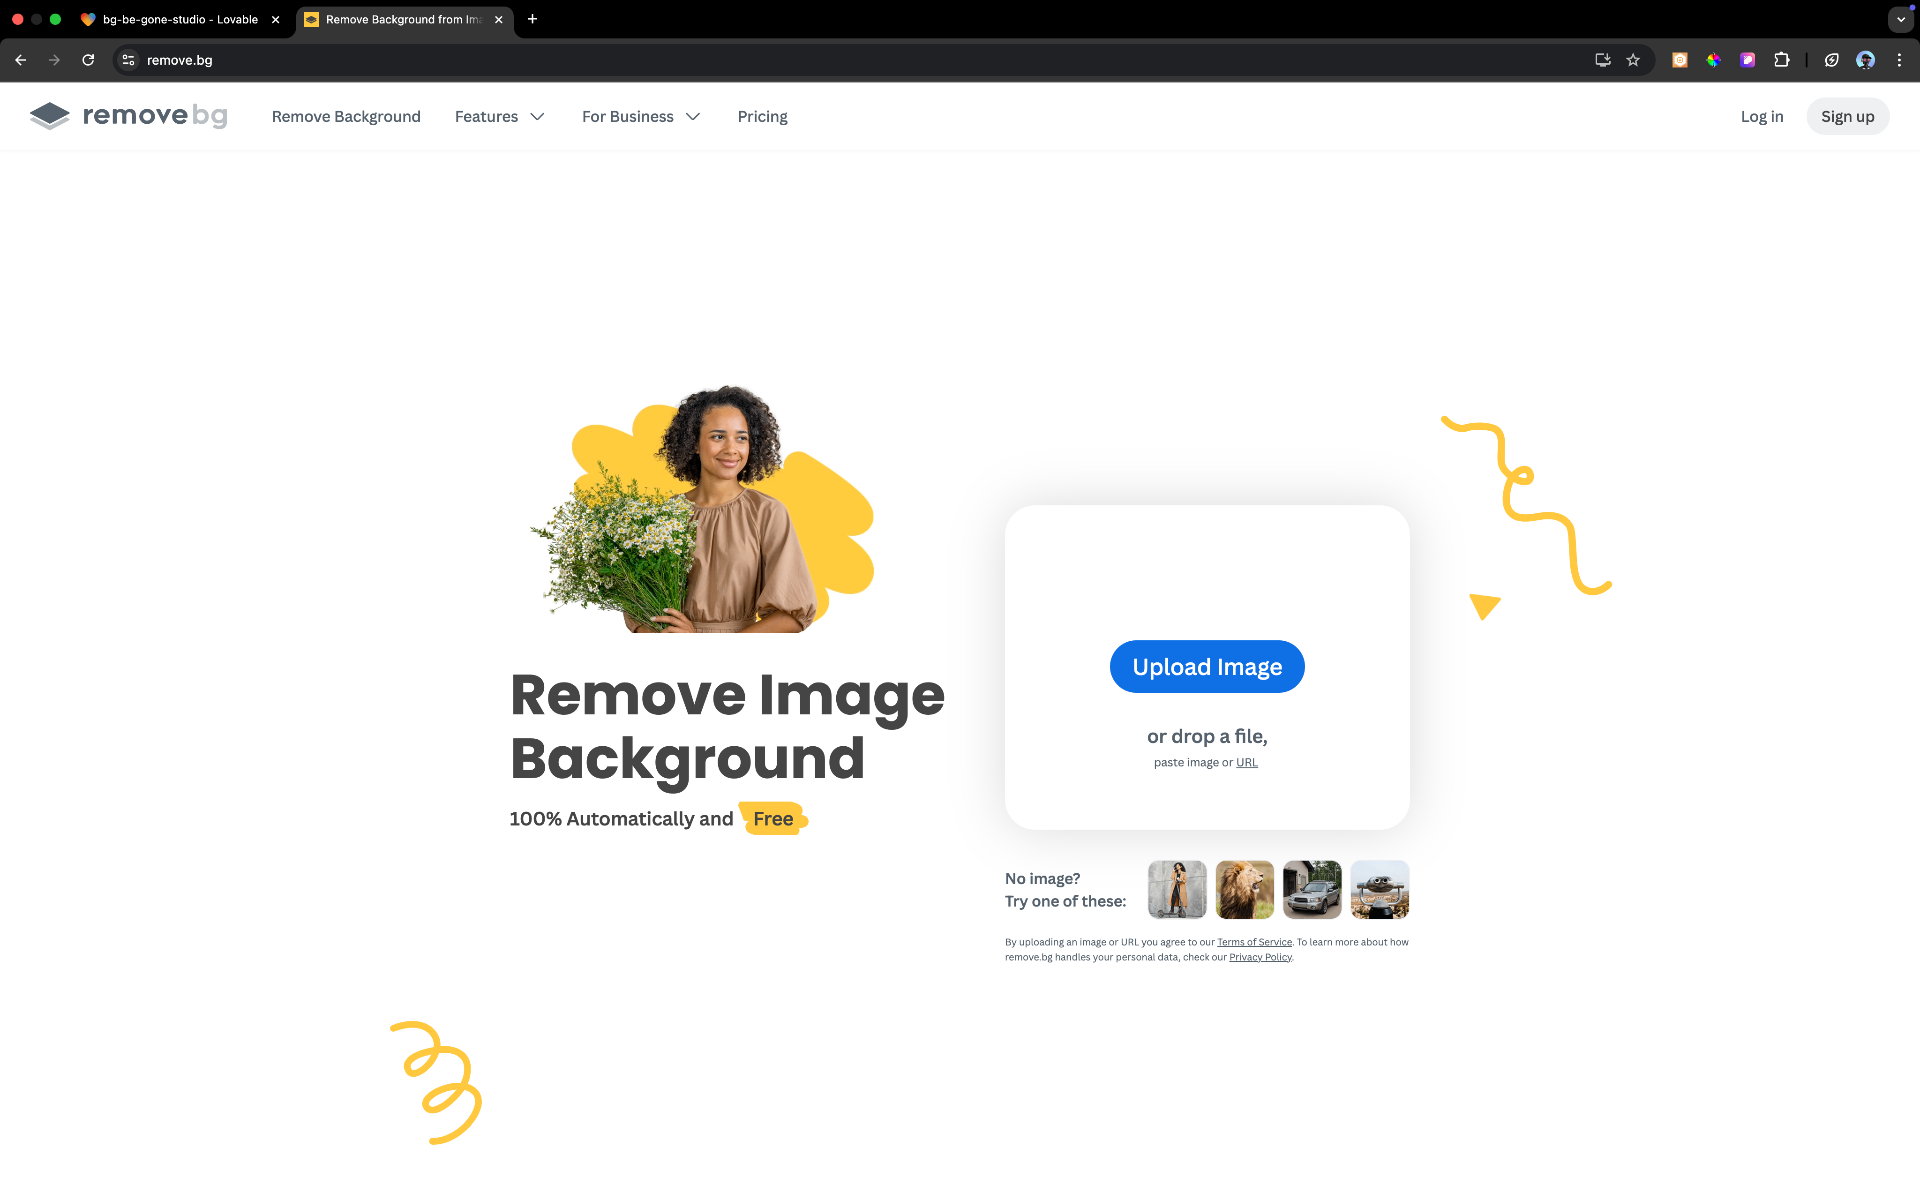 bg-be-gone-studio - Lovable
Remove Background from Im
remove.bg
removebg
Remove Background
Features
For Business
Pricing
Log in
Sign up
Remove Image
Background
100% Automatically and Free
Upload Image
or drop a file,
paste image or URL
No image?
Try one of these:
By uploading an image or URL you agree to our Terms of Service. To learn more about how
remove.bg handles your personal data, check our Privacy Policy.